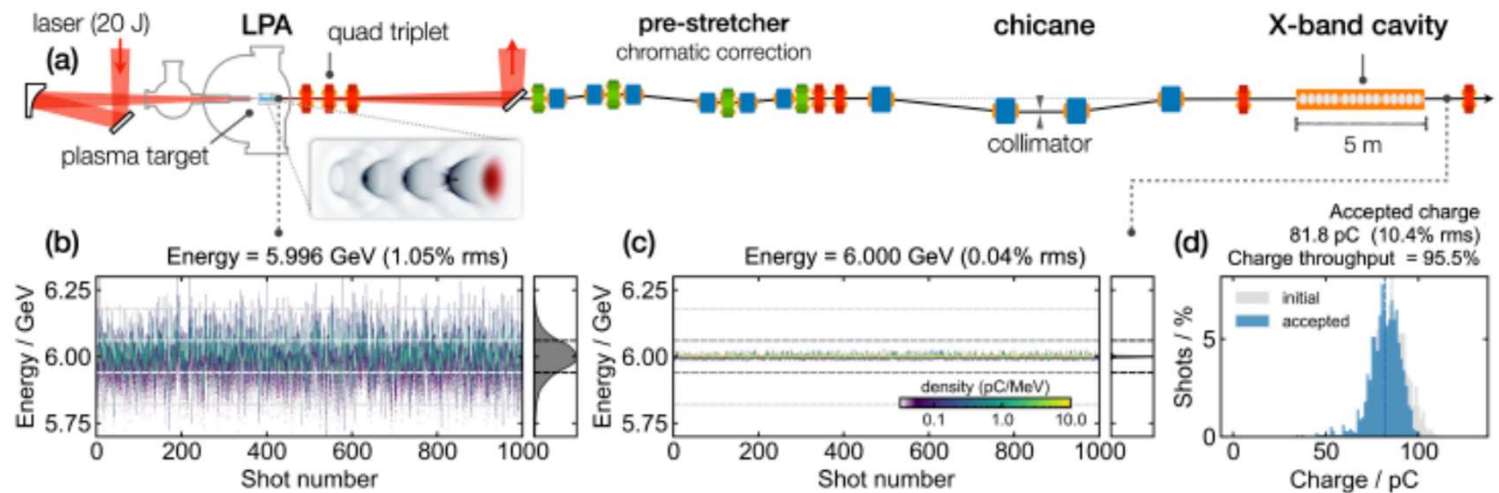 laser (20 J)
LPA
quad triplet
pre-stretcher
chromatic correction
chicane
X-band cavity
(a)
plasma target
collimator
5 m
(b)
Energy = 5.996 GeV (1.05% rms)
Energy / GeV
6.25
6.00
5.75
0 200 400 600 800 1000
Shot number
(c)
Energy = 6.000 GeV (0.04% rms)
Energy / GeV
6.25
6.00
5.75
density (pC/MeV)
0.1 1.0 10.0
0 200 400 600 800 1000
Shot number
(d)
Accepted charge
81.8 pC (10.4% rms)
Charge throughput = 95.5%
initial
accepted
Shots / %
5
0
0 50 100
Charge / pC